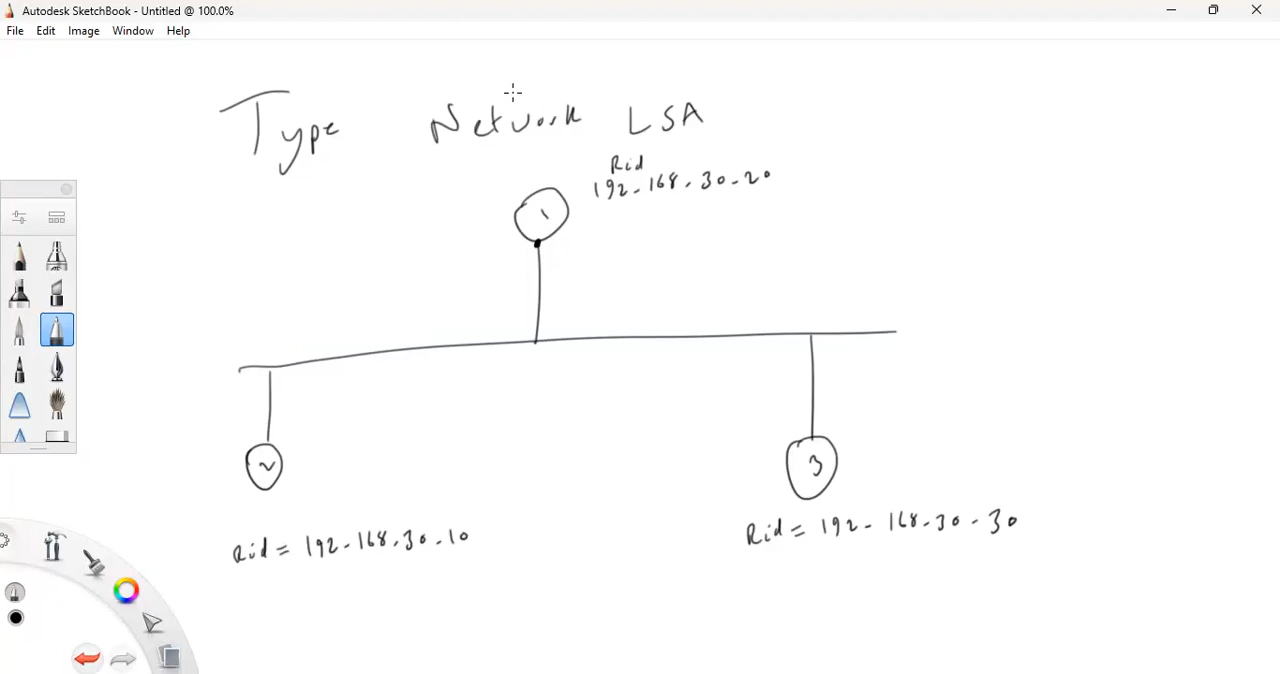 Autodesk SketchBook - Untitled @ 100.0%
File Edit Image Window Help
Type Network LSA
Rid
192-168.30-20
1
2
3
Rid = 192-168.30-10
Rid = 192-168-30-30